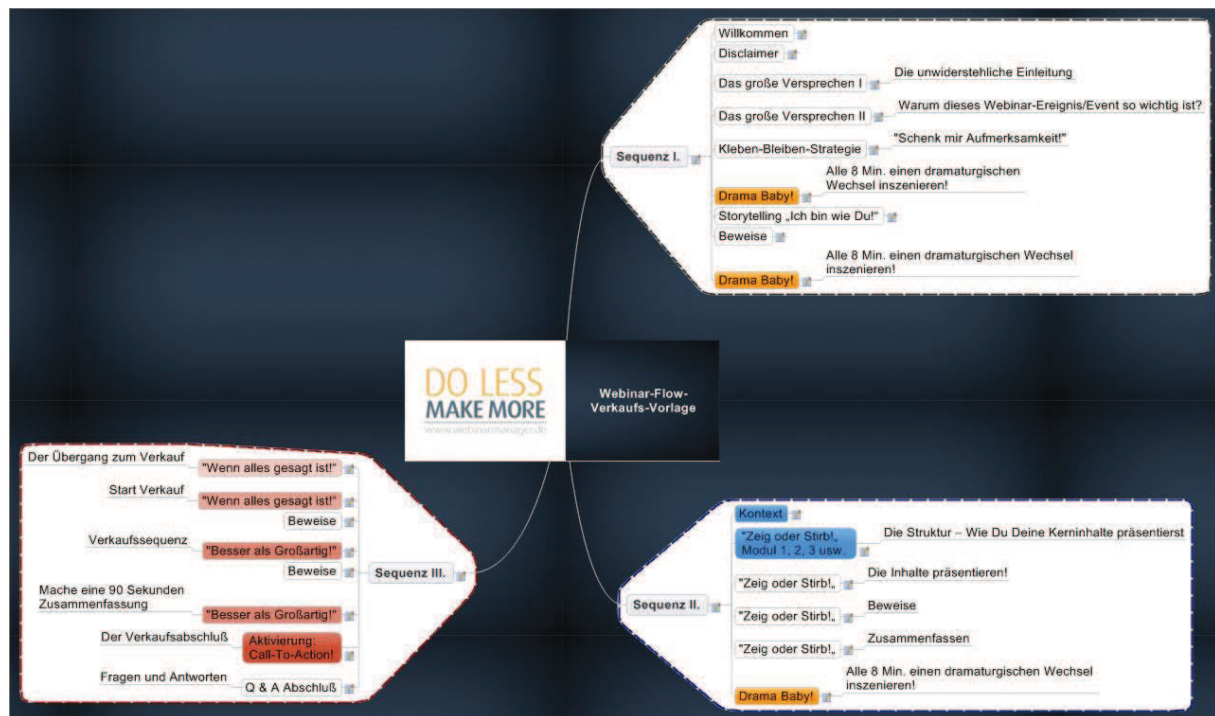 Willkommen
Disclaimer
Das große Versprechen I
Die unwiderstehliche Einleitung
Das große Versprechen II
Warum dieses Webinar-Ereignis/Event so wichtig ist?
Sequenz I.
Kleben-Bleiben-Strategie
"Schenk mir Aufmerksamkeit!"
Alle 8 Min. einen dramaturgischen
Wechsel inszenieren!
Drama Baby!
Storytelling „Ich bin wie Du!“
Beweise
Alle 8 Min. einen dramaturgischen Wechsel
inszenieren!
Drama Baby!
DO LESS
MAKE MORE
www.webinarmanager.de
Webinar-Flow-
Verkaufs-Vorlage
Kontext
"Zeig oder Stirb!„
Modul 1, 2, 3 usw.
Die Struktur – Wie Du Deine Kerninhalte präsentierst
"Zeig oder Stirb!„
Die Inhalte präsentieren!
Sequenz II.
"Zeig oder Stirb!„
Beweise
"Zeig oder Stirb!„
Zusammenfassen
Alle 8 Min. einen dramaturgischen Wechsel
inszenieren!
Drama Baby!
Der Übergang zum Verkauf
"Wenn alles gesagt ist!"
Start Verkauf
"Wenn alles gesagt ist!"
Beweise
Verkaufssequenz
"Besser als Großartig!"
Beweise
Sequenz III.
Mache eine 90 Sekunden
Zusammenfassung
"Besser als Großartig!"
Der Verkaufsabschluß
Aktivierung:
Call-To-Action!
Fragen und Antworten
Q & A Abschluß